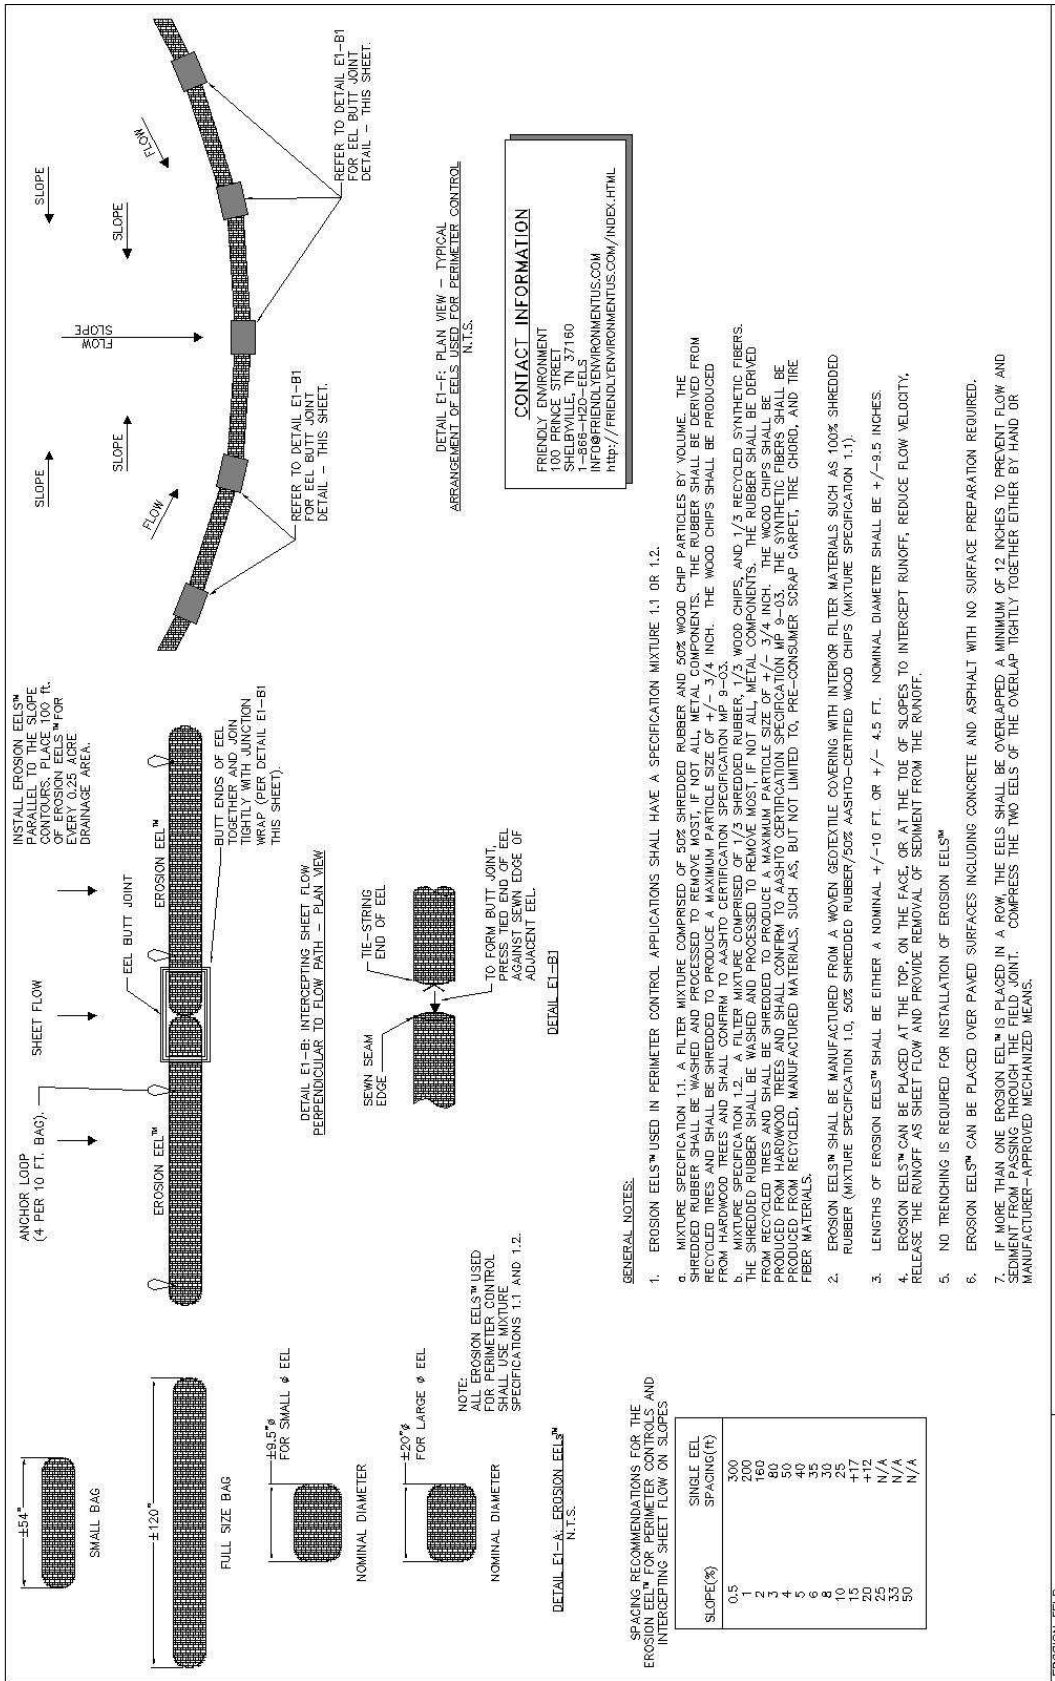 ±54"
SMALL BAG
±120"
FULL SIZE BAG
±9.5"ø
FOR SMALL ø EEL
NOMINAL DIAMETER
±20"ø
FOR LARGE ø EEL
NOMINAL DIAMETER
NOTE:
ALL EROSION EELS™ USED
FOR PERIMETER CONTROL
SHALL USE MIXTURE
SPECIFICATIONS 1.1 AND 1.2.
DETAIL E1-A: EROSION EELS™
N.T.S.
ANCHOR LOOP
(4 PER 10 FT. BAG).
SHEET FLOW
EEL BUTT JOINT
INSTALL EROSION EELS™
PARALLEL TO THE SLOPE
CONTOURS. PLACE 100 ft.
OF EROSION EELS™ FOR
EVERY 0.25 ACRE
DRAINAGE AREA.
EROSION EEL™
EROSION EEL™
BUTT ENDS OF EEL
TOGETHER AND JOIN
TIGHTLY WITH JUNCTION
WRAP (PER DETAIL E1-B1
THIS SHEET).
DETAIL E1-B: INTERCEPTING SHEET FLOW
PERPENDICULAR TO FLOW PATH - PLAN VIEW
SEWN SEAM
EDGE
TIE-STRING
END OF EEL
TO FORM BUTT JOINT,
PRESS TIED END OF EEL
AGAINST SEWN EDGE OF
ADJACENT EEL.
DETAIL E1-B1
SLOPE
SLOPE
FLOW
FLOW
SLOPE
SLOPE
SLOPE
FLOW
REFER TO DETAIL E1-B1
FOR EEL BUTT JOINT
DETAIL - THIS SHEET.
REFER TO DETAIL E1-B1
FOR EEL BUTT JOINT
DETAIL - THIS SHEET.
DETAIL E1-F: PLAN VIEW - TYPICAL
ARRANGEMENT OF EELS USED FOR PERIMETER CONTROL
N.T.S.
CONTACT INFORMATION
FRIENDLY ENVIRONMENT
100 PRINCE STREET
SHELBYVILLE, TN 37160
1-866-H2O-EELS
INFO@FRIENDLYENVIRONMENTUS.COM
http://FRIENDLYENVIRONMENTUS.COM/INDEX.HTML
SPACING RECOMMENDATIONS FOR THE
EROSION EEL™ FOR PERIMETER CONTROLS AND
INTERCEPTING SHEET FLOW ON SLOPES
SLOPE(%) SINGLE EEL SPACING(ft)
0.5 300
1 200
2 160
3 80
4 50
5 40
6 35
8 30
10 25
15 +17
20 +12
25 N/A
33 N/A
50 N/A
GENERAL NOTES:
1. EROSION EELS™ USED IN PERIMETER CONTROL APPLICATIONS SHALL HAVE A SPECIFICATION MIXTURE 1.1 OR 1.2.
a. MIXTURE SPECIFICATION 1.1. A FILTER MIXTURE COMPRISED OF 50% SHREDDED RUBBER AND 50% WOOD CHIP PARTICLES BY VOLUME. THE
SHREDDED RUBBER SHALL BE WASHED AND PROCESSED TO REMOVE MOST, IF NOT ALL, METAL COMPONENTS. THE RUBBER SHALL BE DERIVED FROM
RECYCLED TIRES AND SHALL BE SHREDDED TO PRODUCE A MAXIMUM PARTICLE SIZE OF +/- 3/4 INCH. THE WOOD CHIPS SHALL BE PRODUCED
FROM HARDWOOD TREES AND SHALL CONFIRM TO AASHTO CERTIFICATION SPECIFICATION MP 9-03.
b. MIXTURE SPECIFICATION 1.2. A FILTER MIXTURE COMPRISED OF 1/3 SHREDDED RUBBER, 1/3 WOOD CHIPS, AND 1/3 RECYCLED SYNTHETIC FIBERS.
THE SHREDDED RUBBER SHALL BE WASHED AND PROCESSED TO REMOVE MOST, IF NOT ALL, METAL COMPONENTS. THE RUBBER SHALL BE DERIVED
FROM RECYCLED TIRES AND SHALL BE SHREDDED TO PRODUCE A MAXIMUM PARTICLE SIZE OF +/- 3/4 INCH. THE WOOD CHIPS SHALL BE
PRODUCED FROM HARDWOOD TREES AND SHALL CONFIRM TO AASHTO CERTIFICATION SPECIFICATION MP 9-03. THE SYNTHETIC FIBERS SHALL BE
PRODUCED FROM RECYCLED, MANUFACTURED MATERIALS, SUCH AS, BUT NOT LIMITED TO, PRE-CONSUMER SCRAP CARPET, TIRE CHORD, AND TIRE
FIBER MATERIALS.
2. EROSION EELS™ SHALL BE MANUFACTURED FROM A WOVEN GEOTEXTILE COVERING WITH INTERIOR FILTER MATERIALS SUCH AS 100% SHREDDED
RUBBER (MIXTURE SPECIFICATION 1.0, 50% SHREDDED RUBBER/50% AASHTO-CERTIFIED WOOD CHIPS (MIXTURE SPECIFICATION 1.1).
3. LENGTHS OF EROSION EELS™ SHALL BE EITHER A NOMINAL +/-10 FT. OR +/- 4.5 FT. NOMINAL DIAMETER SHALL BE +/-9.5 INCHES.
4. EROSION EELS™ CAN BE PLACED AT THE TOP, ON THE FACE, OR AT THE TOE OF SLOPES TO INTERCEPT RUNOFF, REDUCE FLOW VELOCITY,
RELEASE THE RUNOFF AS SHEET FLOW AND PROVIDE REMOVAL OF SEDIMENT FROM THE RUNOFF.
5. NO TRENCHING IS REQUIRED FOR INSTALLATION OF EROSION EELS™
6. EROSION EELS™ CAN BE PLACED OVER PAVED SURFACES INCLUDING CONCRETE AND ASPHALT WITH NO SURFACE PREPARATION REQUIRED.
7. IF MORE THAN ONE EROSION EEL™ IS PLACED IN A ROW, THE EELS SHALL BE OVERLAPPED A MINIMUM OF 12 INCHES TO PREVENT FLOW AND
SEDIMENT FROM PASSING THROUGH THE FIELD JOINT. COMPRESS THE TWO EELS OF THE OVERLAP TIGHTLY TOGETHER EITHER BY HAND OR
MANUFACTURER-APPROVED MECHANIZED MEANS.